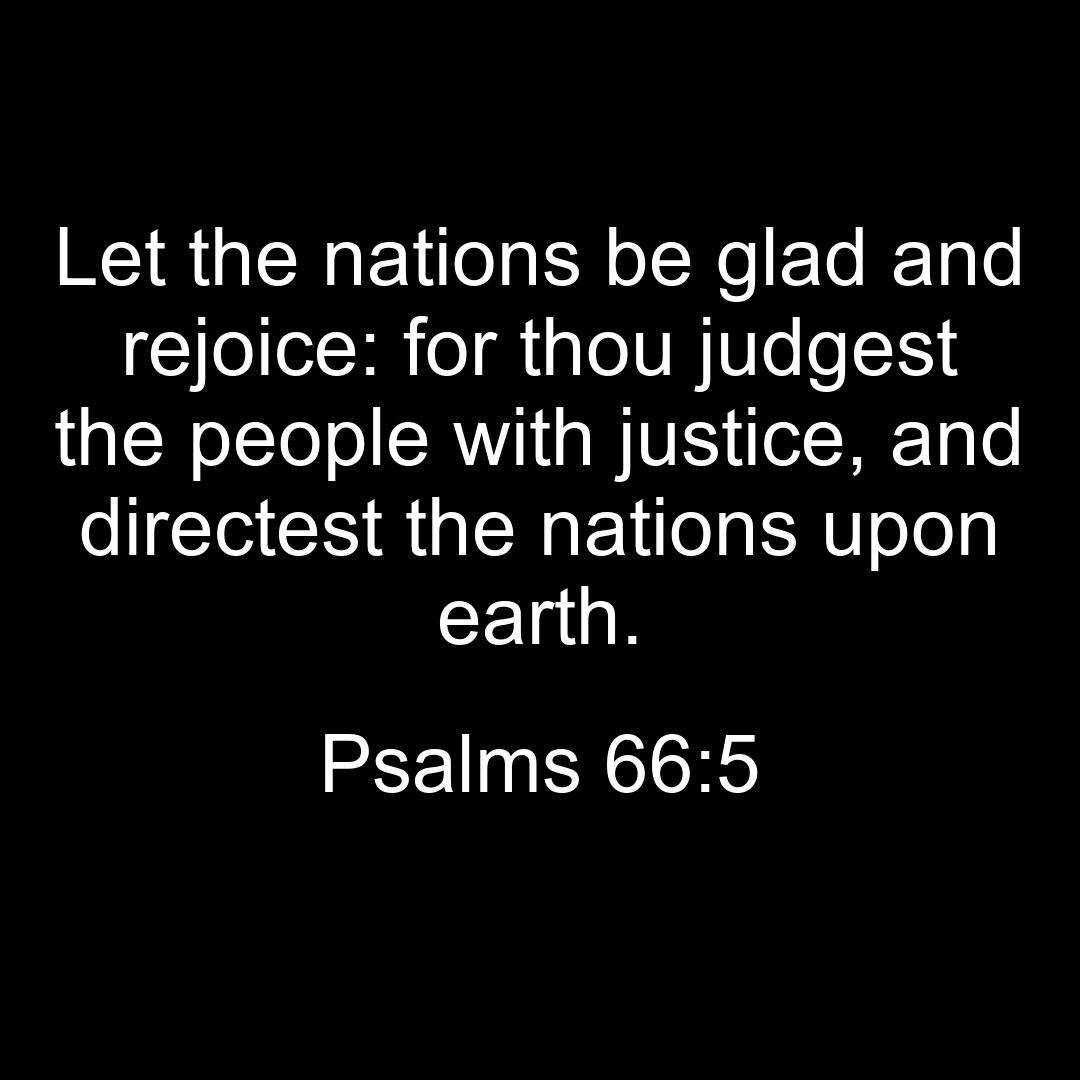 Let the nations be glad and
rejoice: for thou judgest
the people with justice, and
directest the nations upon
earth.
Psalms 66:5